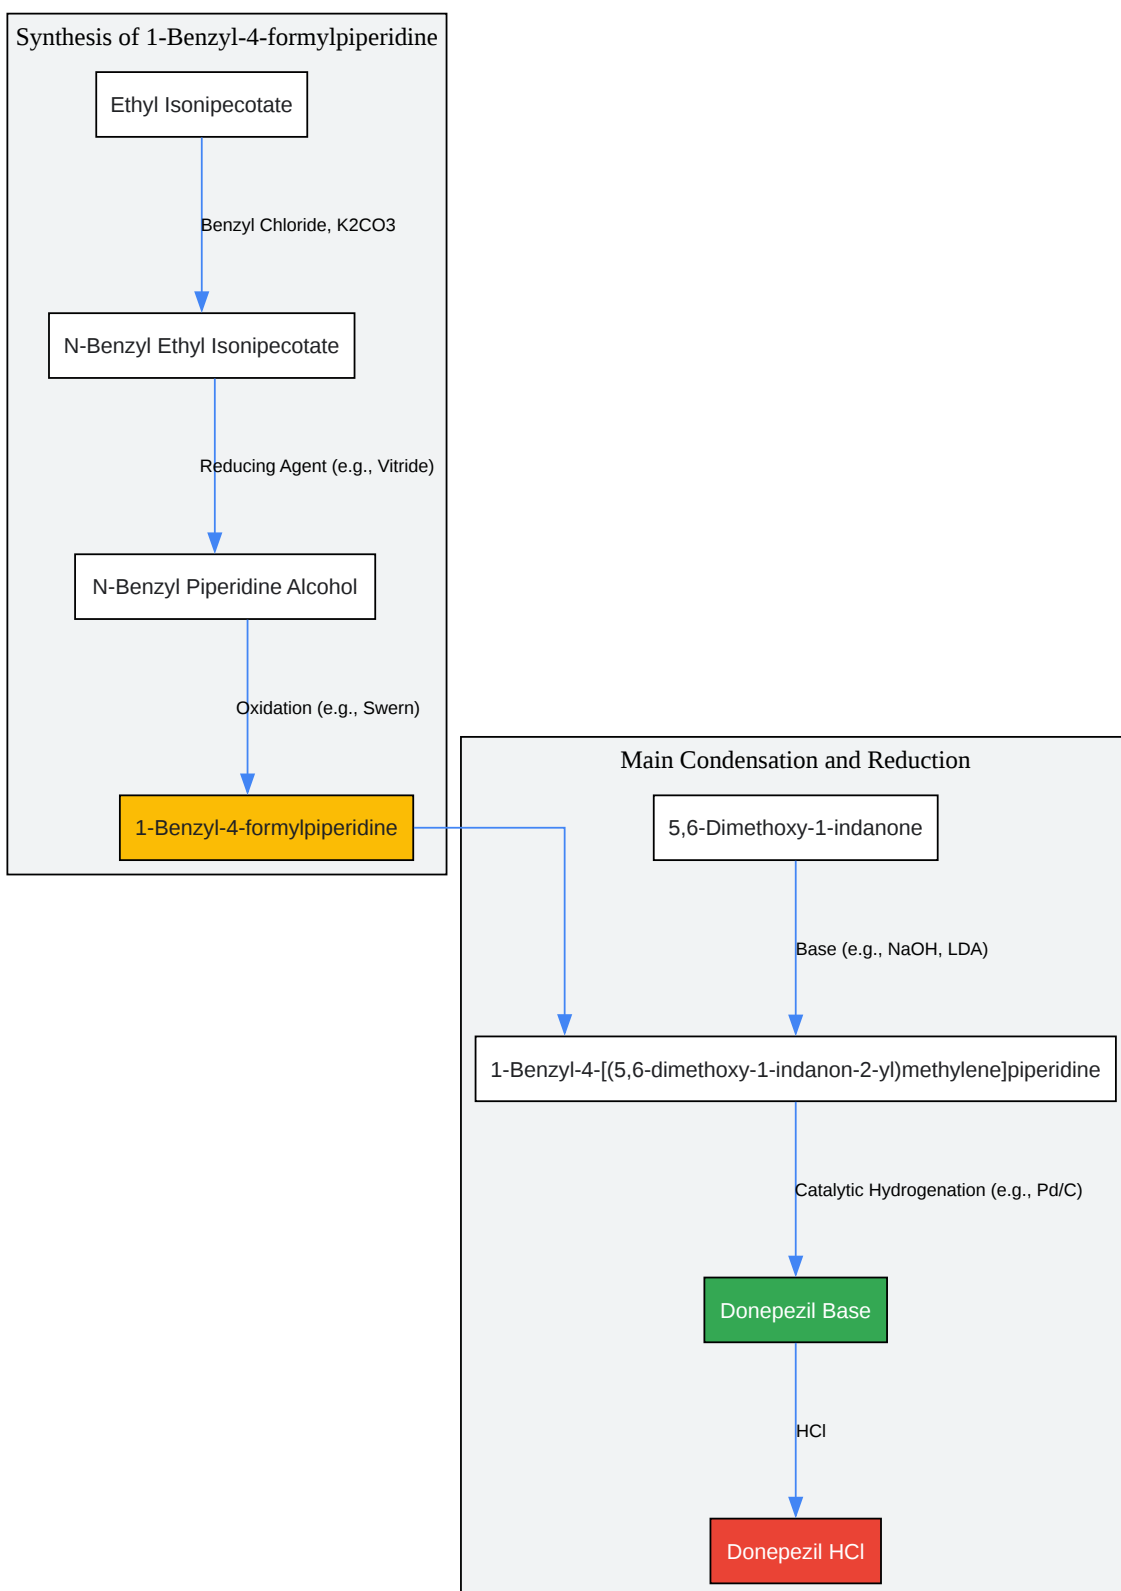 Synthesis of 1-Benzyl-4-formylpiperidine
Ethyl Isonipecotate
Benzyl Chloride, K2CO3
N-Benzyl Ethyl Isonipecotate
Reducing Agent (e.g., Vitride)
N-Benzyl Piperidine Alcohol
Oxidation (e.g., Swern)
1-Benzyl-4-formylpiperidine
Main Condensation and Reduction
5,6-Dimethoxy-1-indanone
Base (e.g., NaOH, LDA)
1-Benzyl-4-[(5,6-dimethoxy-1-indanon-2-yl)methylene]piperidine
Catalytic Hydrogenation (e.g., Pd/C)
Donepezil Base
HCl
Donepezil HCl